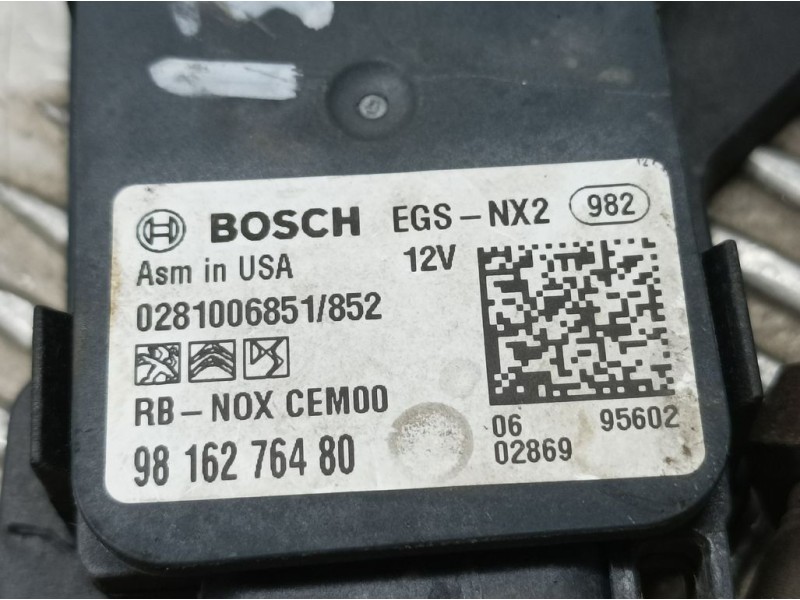 BOSCH EGS-NX2 982
Asm in USA 12V
0281006851/852
RB-NOX CEM00
98 162 764 80
06 95602
02869